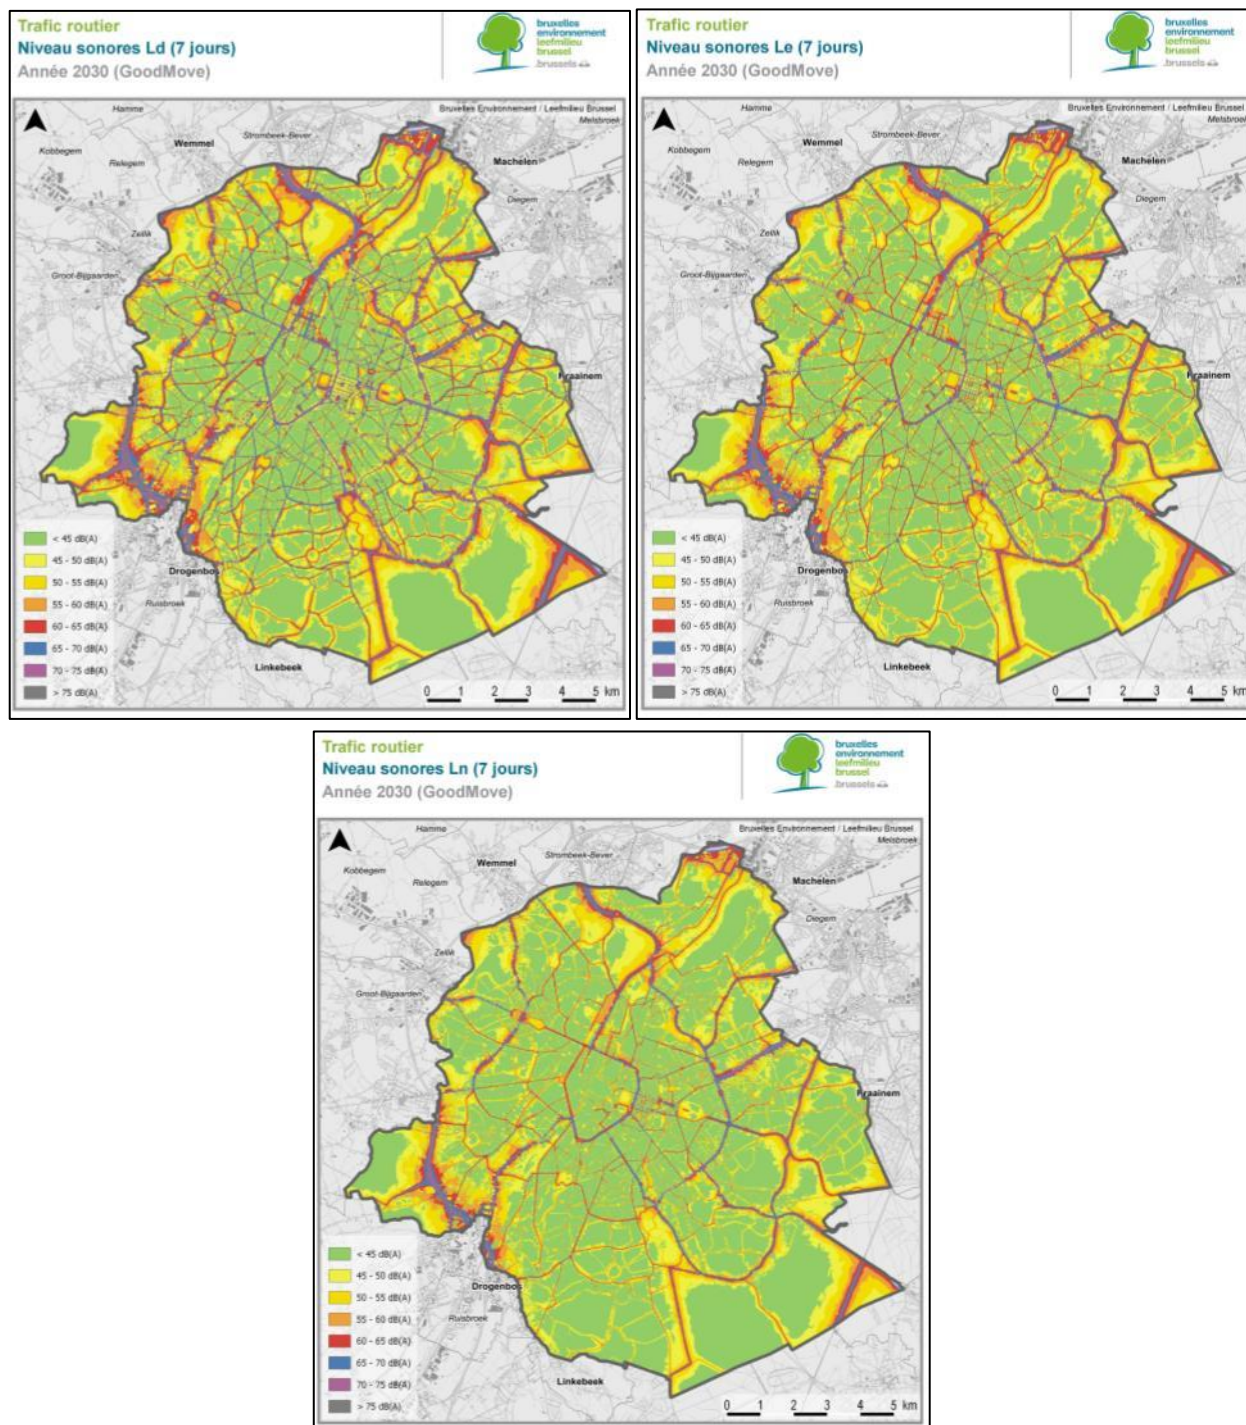 Trafic routier
Niveau sonores Ld (7 jours)
Année 2030 (GoodMove)
bruxelles
environnement
leefmilieu
brussel
.brussels
Bruxelles Environnement / Leefmilieu Brussel
Hamme
Melsbroek
Strombeek-Bever
Wemmel
Kobbegem
Relegem
Machelen
Diegem
Zellik
Groot-Bijgaarden
Kraainem
< 45 dB(A)
45 - 50 dB(A)
50 - 55 dB(A)
55 - 60 dB(A)
60 - 65 dB(A)
65 - 70 dB(A)
70 - 75 dB(A)
> 75 dB(A)
Drogenbos
Ruisbroek
Linkebeek
0 1 2 3 4 5 km
Trafic routier
Niveau sonores Le (7 jours)
Année 2030 (GoodMove)
bruxelles
environnement
leefmilieu
brussel
.brussels
Bruxelles Environnement / Leefmilieu Brussel
Hamme
Melsbroek
Strombeek-Bever
Wemmel
Kobbegem
Relegem
Machelen
Diegem
Zellik
Groot-Bijgaarden
Kraainem
< 45 dB(A)
45 - 50 dB(A)
50 - 55 dB(A)
55 - 60 dB(A)
60 - 65 dB(A)
65 - 70 dB(A)
70 - 75 dB(A)
> 75 dB(A)
Drogenbos
Ruisbroek
Linkebeek
0 1 2 3 4 5 km
Trafic routier
Niveau sonores Ln (7 jours)
Année 2030 (GoodMove)
bruxelles
environnement
leefmilieu
brussel
.brussels
Bruxelles Environnement / Leefmilieu Brussel
Hamme
Melsbroek
Strombeek-Bever
Wemmel
Kobbegem
Relegem
Machelen
Diegem
Zellik
Groot-Bijgaarden
Kraainem
< 45 dB(A)
45 - 50 dB(A)
50 - 55 dB(A)
55 - 60 dB(A)
60 - 65 dB(A)
65 - 70 dB(A)
70 - 75 dB(A)
> 75 dB(A)
Drogenbos
Ruisbroek
Linkebeek
0 1 2 3 4 5 km